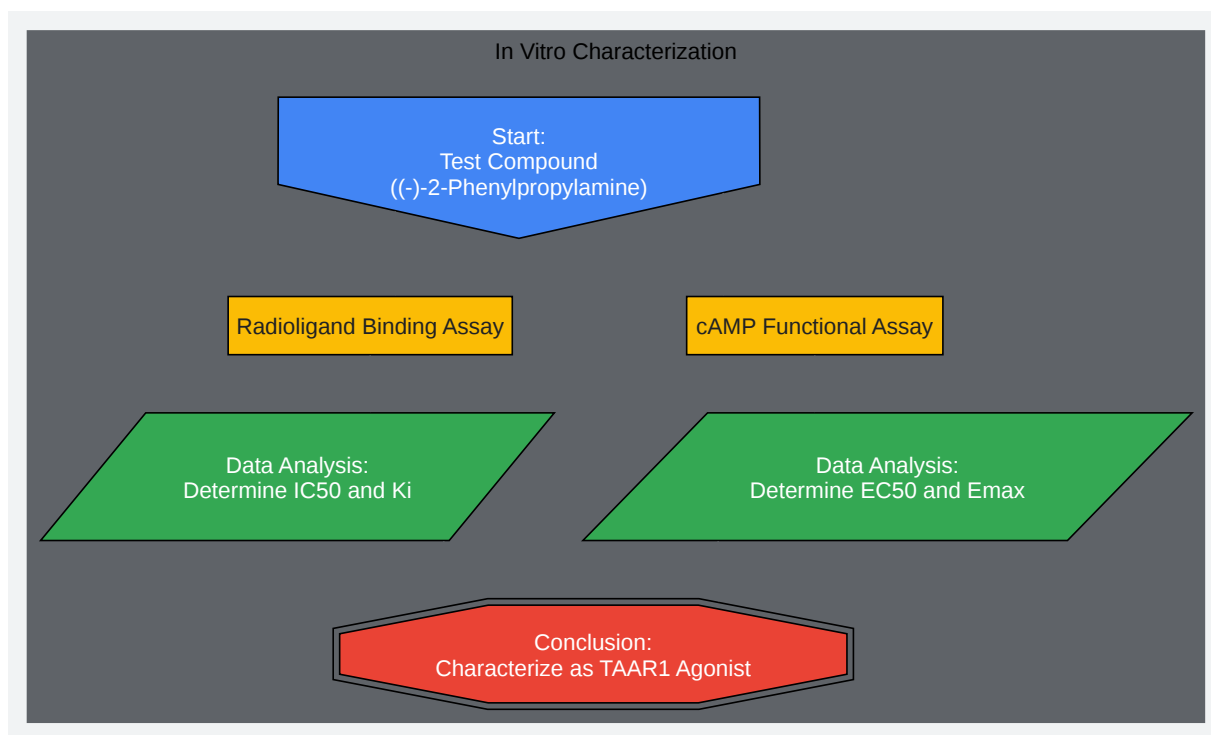 In Vitro Characterization
Start:
Test Compound
((-)-2-Phenylpropylamine)
Radioligand Binding Assay
cAMP Functional Assay
Data Analysis:
Determine IC50 and Ki
Data Analysis:
Determine EC50 and Emax
Conclusion:
Characterize as TAAR1 Agonist